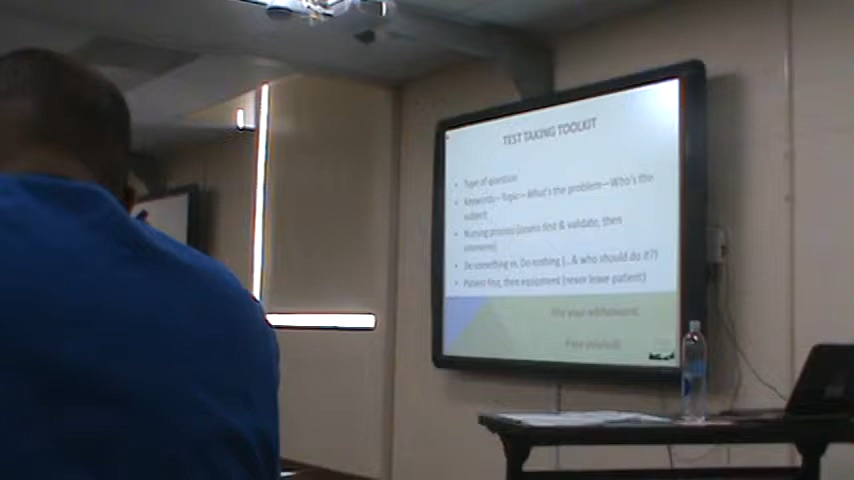 TEST TAKING TOOLKIT
• Type of question
• Keywords—Topic—What's the problem—Who's the
subject
• Nursing process (assess first & validate, then
intervene)
• Do something vs. Do nothing (.. & who should do it?)
• Patient first, then equipment (never leave patient)
your